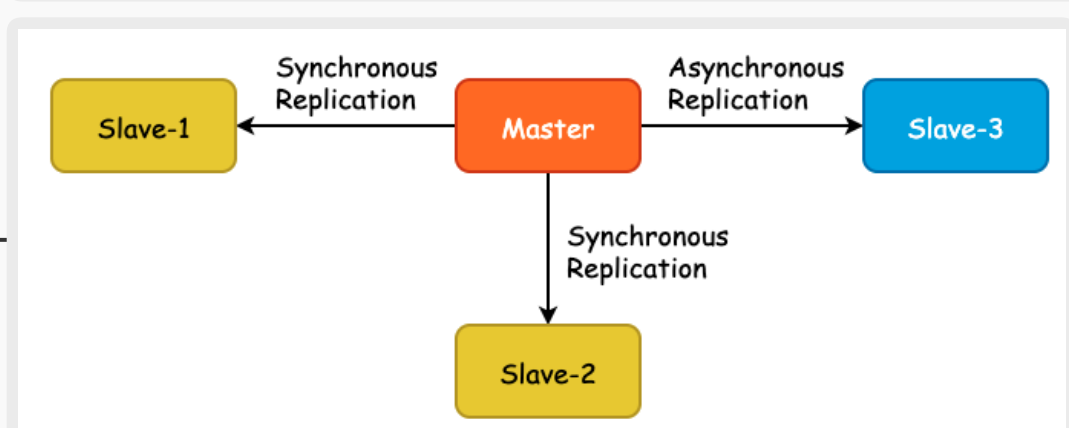 Synchronous
Replication
Asynchronous
Replication
Slave-1
Master
Slave-3
Synchronous
Replication
Slave-2